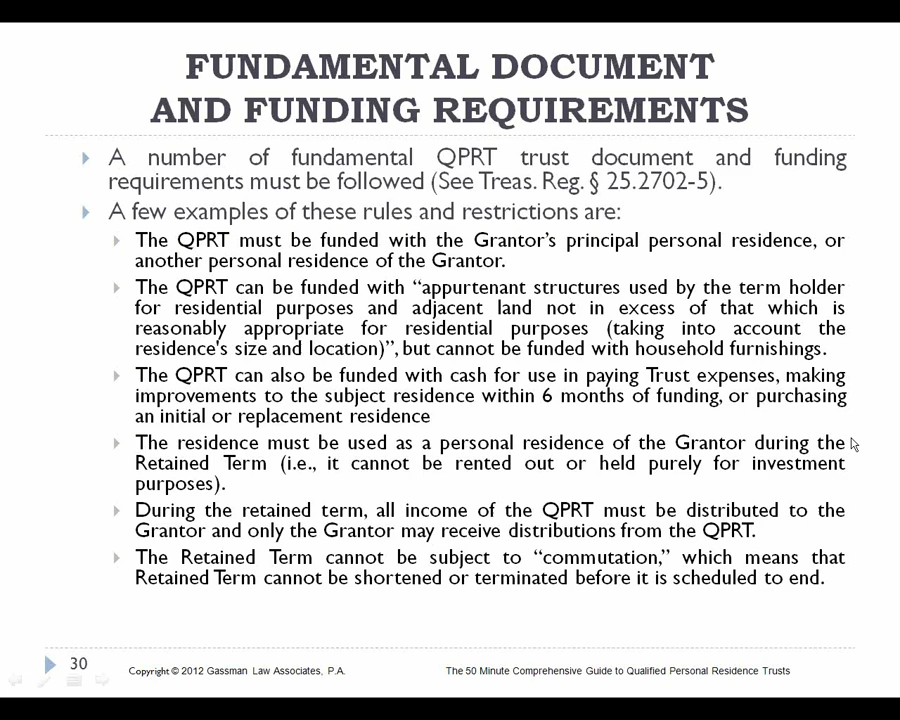 FUNDAMENTAL DOCUMENT
AND FUNDING REQUIREMENTS
A number of fundamental QPRT trust document and funding
requirements must be followed (See Treas. Reg. § 25.2702-5).
A few examples of these rules and restrictions are:
The QPRT must be funded with the Grantor's principal personal residence, or
another personal residence of the Grantor.
The QPRT can be funded with “appurtenant structures used by the term holder
for residential purposes and adjacent land not in excess of that which is
reasonably appropriate for residential purposes (taking into account the
residence's size and location)”, but cannot be funded with household furnishings.
The QPRT can also be funded with cash for use in paying Trust expenses, making
improvements to the subject residence within 6 months of funding, or purchasing
an initial or replacement residence
The residence must be used as a personal residence of the Grantor during the
Retained Term (i.e., it cannot be rented out or held purely for investment
purposes).
During the retained term, all income of the QPRT must be distributed to the
Grantor and only the Grantor may receive distributions from the QPRT.
The Retained Term cannot be subject to “commutation,” which means that
Retained Term cannot be shortened or terminated before it is scheduled to end.
30
Copyright © 2012 Gassman Law Associates, P.A.
The 50 Minute Comprehensive Guide to Qualified Personal Residence Trusts